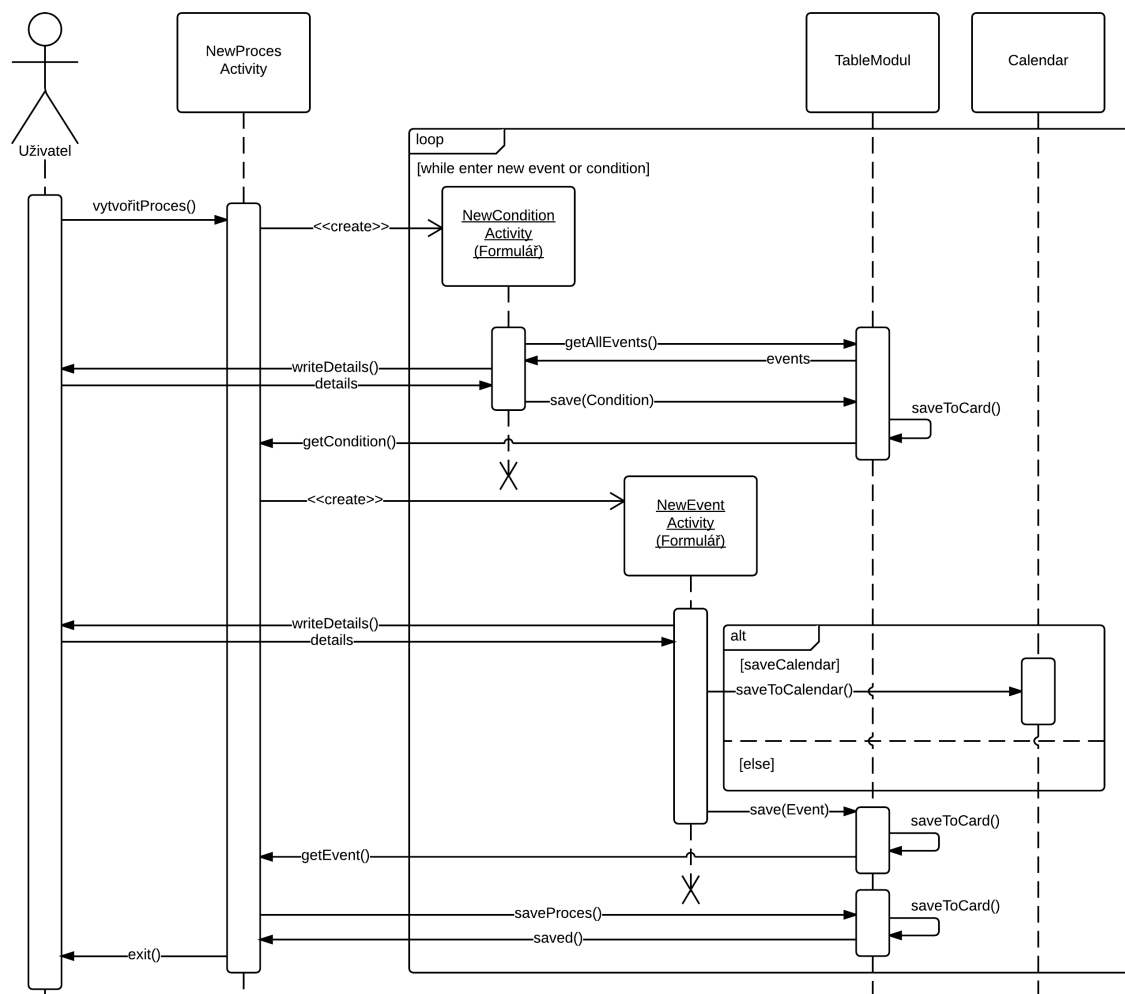 NewProces
Activity
TableModul
Calendar
Uživatel
loop
[while enter new event or condition]
vytvořitProces()
<<create>>
NewCondition
Activity
(Formulář)
getAllEvents()
events
writeDetails()
details
save(Condition)
saveToCard()
getCondition()
<<create>>
NewEvent
Activity
(Formulář)
writeDetails()
details
alt
[saveCalendar]
saveToCalendar()
[else]
save(Event)
saveToCard()
getEvent()
saveToCard()
saveProces()
saved()
exit()